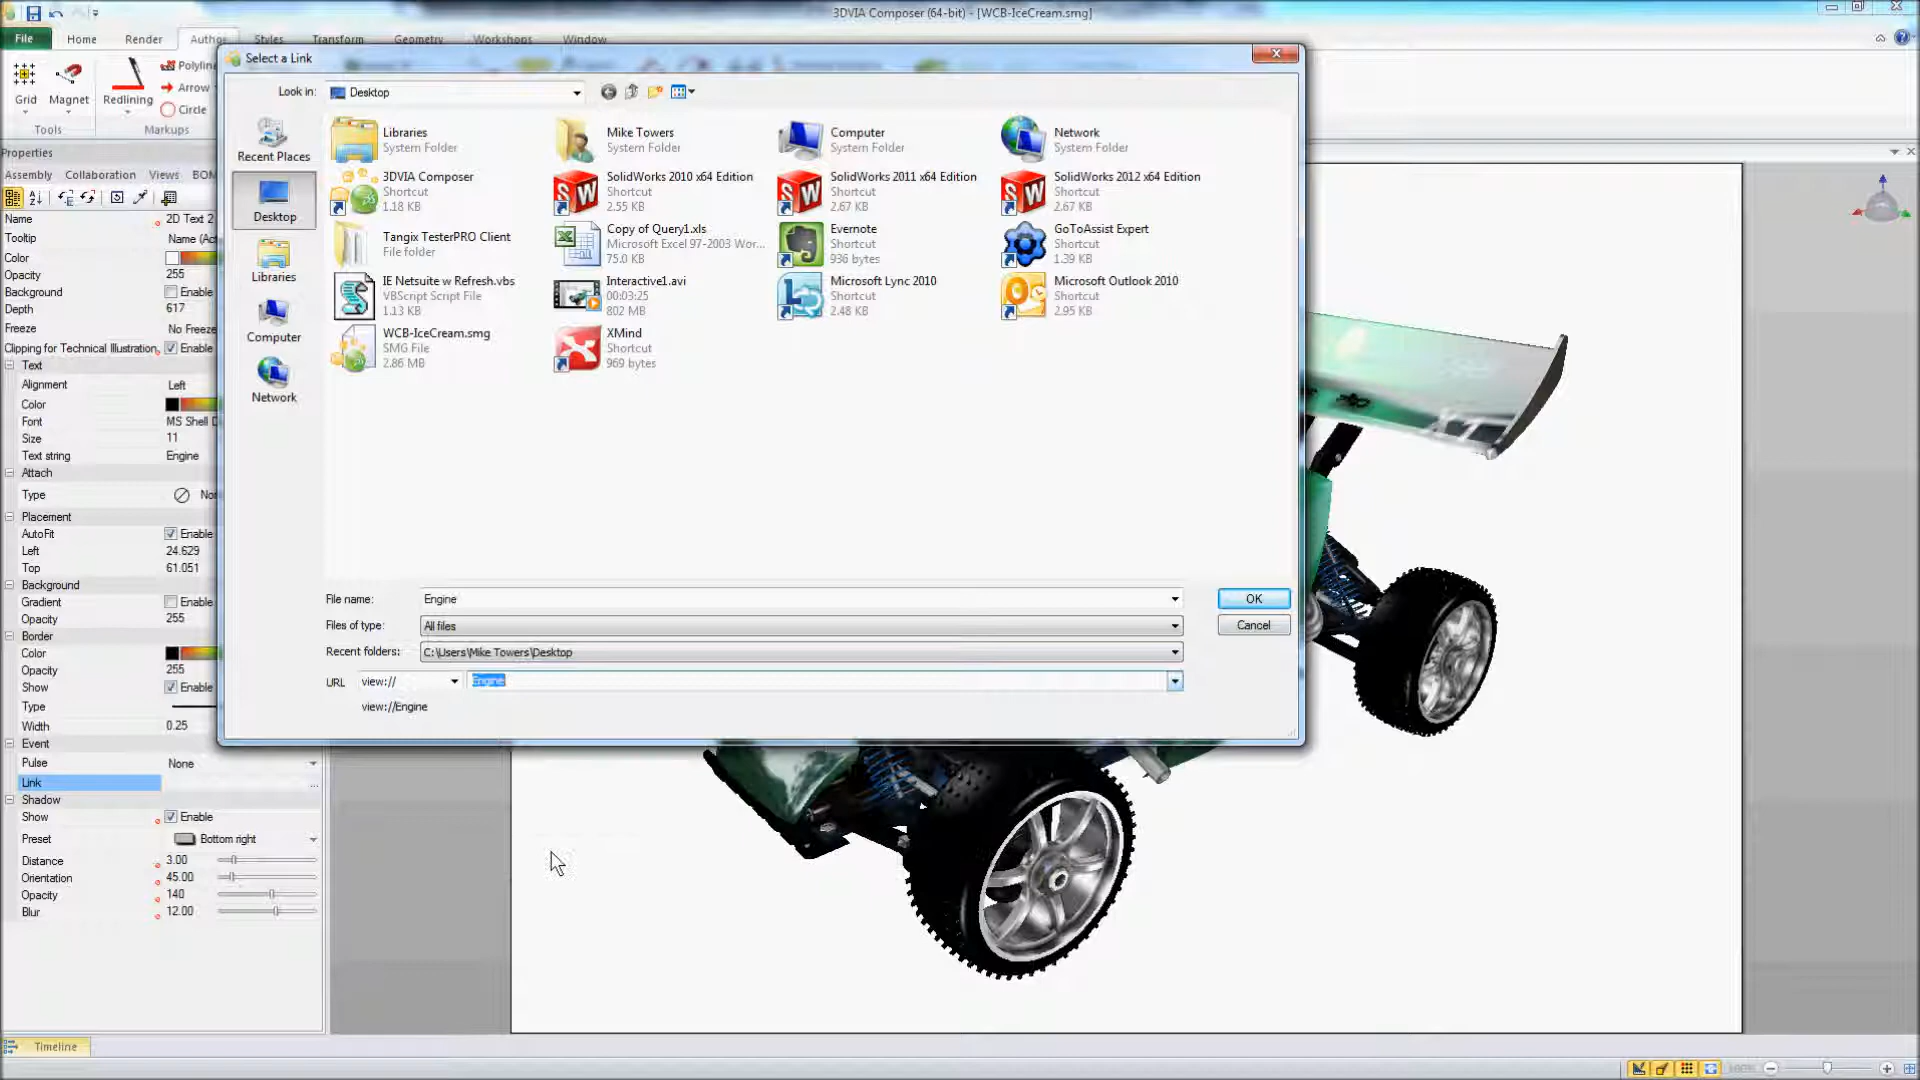 3DVIA Composer (64-bit) - [WCB-IceCream.smg]
File Home Render Author Styles Transform Geometry Workshops Window
Grid Magnet Redlining Polyline
Arrow
Circle
Tools Markups
Select a Link
Look in: Desktop
Recent Places
Desktop
Libraries
Computer
Network
Libraries
System Folder
Mike Towers
System Folder
Computer
System Folder
Network
System Folder
3DVIA Composer
Shortcut
1.18 KB
SolidWorks 2010 x64 Edition
Shortcut
2.55 KB
SolidWorks 2011 x64 Edition
Shortcut
2.67 KB
SolidWorks 2012 x64 Edition
Shortcut
2.67 KB
Tangix TesterPRO Client
File folder
Copy of Query1.xls
Microsoft Excel 97-2003 Wor...
75.0 KB
Evernote
Shortcut
936 bytes
GoToAssist Expert
Shortcut
1.39 KB
IE Netsuite w Refresh.vbs
VBScript Script File
1.13 KB
Interactive1.avi
00:03:25
802 MB
Microsoft Lync 2010
Shortcut
2.48 KB
Microsoft Outlook 2010
Shortcut
2.95 KB
WCB-IceCream.smg
SMG File
2.86 MB
XMind
Shortcut
969 bytes
File name: Engine OK
Files of type: All files Cancel
Recent folders: C:\Users\Mike Towers\Desktop
URL view:// Engine
view://Engine
Properties
Assembly Collaboration Views BOM
Name 2D Text 2
Tooltip Name (Act
Color
Opacity 255
Background Enable
Depth 617
Freeze No Freeze
Clipping for Technical Illustration Enable
Text
Alignment Left
Color
Font MS Shell D
Size 11
Text string Engine
Attach
Type Non
Placement
AutoFit Enable
Left 24.629
Top 61.051
Background
Gradient Enable
Opacity 255
Border
Color
Opacity 255
Show Enable
Type
Width 0.25
Event
Pulse None
Link ...
Shadow
Show Enable
Preset Bottom right
Distance 3.00
Orientation 45.00
Opacity 140
Blur 12.00
Timeline